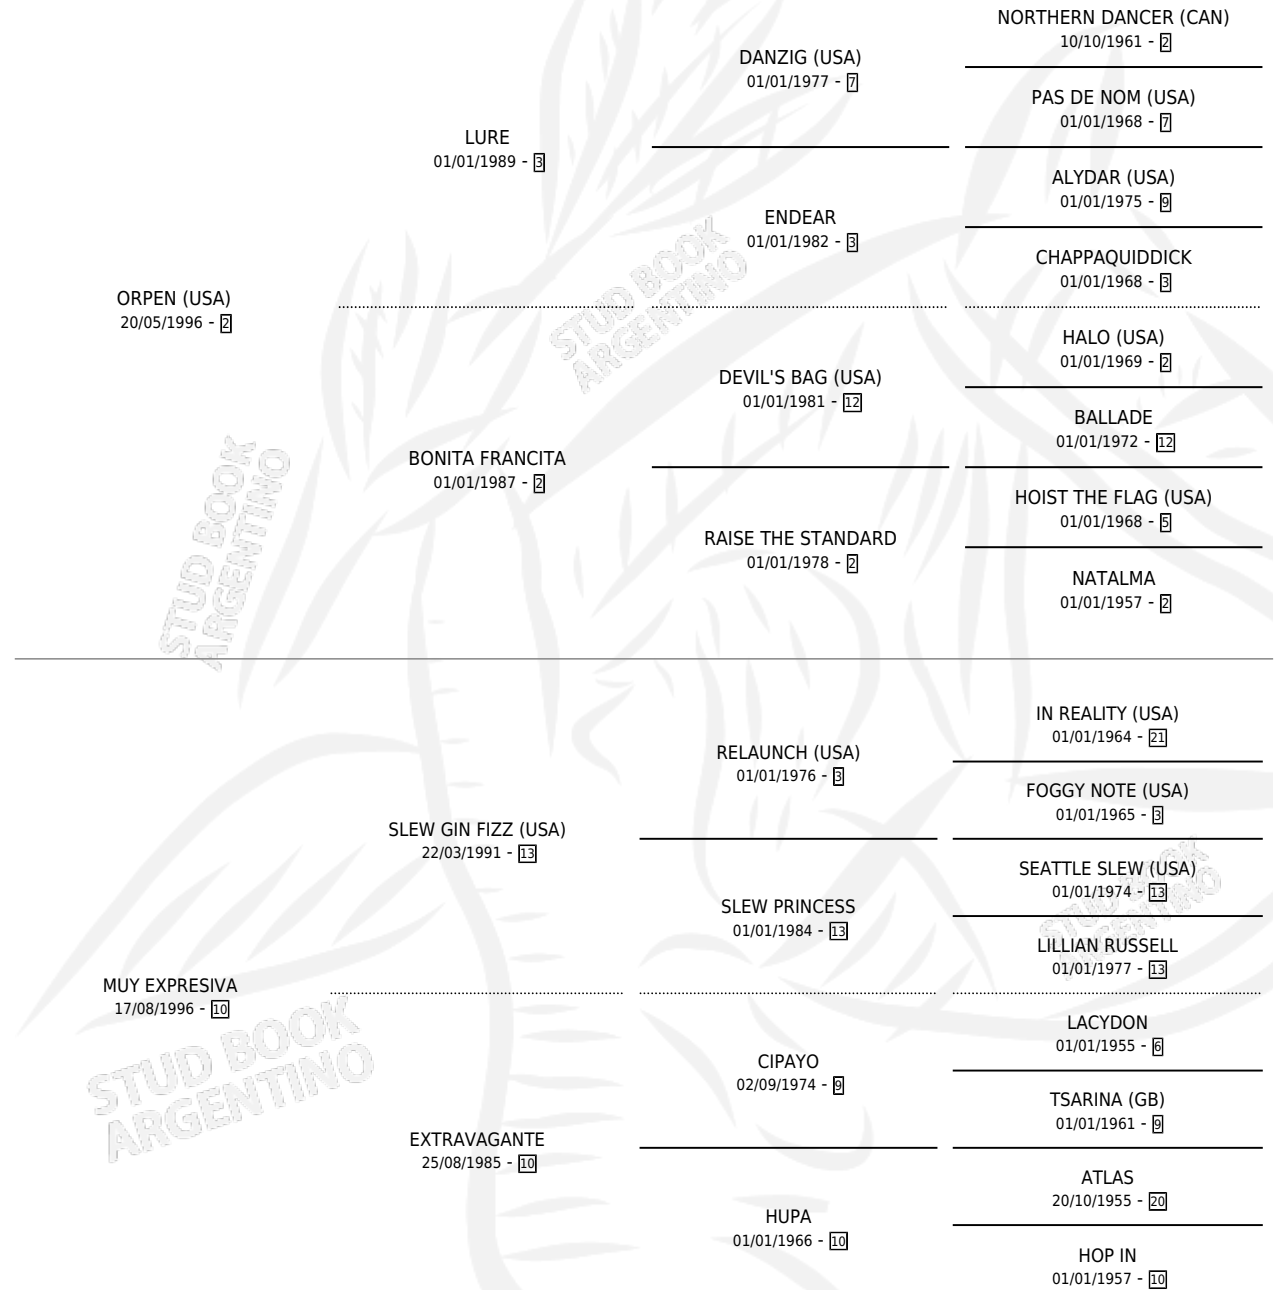 NORTHERN DANCER (CAN)
10/10/1961 - 2
DANZIG (USA)
01/01/1977 - 7
PAS DE NOM (USA)
01/01/1968 - 7
LURE
01/01/1989 - 3
ALYDAR (USA)
01/01/1975 - 9
ENDEAR
01/01/1982 - 3
CHAPPAQUIDDICK
01/01/1968 - 3
ORPEN (USA)
20/05/1996 - 2
STUD BOOK
ARGENTINO
HALO (USA)
01/01/1969 - 2
DEVIL'S BAG (USA)
01/01/1981 - 12
BALLADE
01/01/1972 - 12
BONITA FRANCITA
01/01/1987 - 2
HOIST THE FLAG (USA)
01/01/1968 - 5
RAISE THE STANDARD
01/01/1978 - 2
NATALMA
01/01/1957 - 2
STUD BOOK
ARGENTINO
IN REALITY (USA)
01/01/1964 - 21
RELAUNCH (USA)
01/01/1976 - 3
FOGGY NOTE (USA)
01/01/1965 - 3
SLEW GIN FIZZ (USA)
22/03/1991 - 13
SEATTLE SLEW (USA)
01/01/1974 - 13
SLEW PRINCESS
01/01/1984 - 13
STUD BOOK
ARGENTINO
LILLIAN RUSSELL
01/01/1977 - 13
MUY EXPRESIVA
17/08/1996 - 10
LACYDON
01/01/1955 - 6
CIPAYO
02/09/1974 - 9
STUD BOOK
ARGENTINO
TSARINA (GB)
01/01/1961 - 9
EXTRAVAGANTE
25/08/1985 - 10
ATLAS
20/10/1955 - 20
HUPA
01/01/1966 - 10
HOP IN
01/01/1957 - 10